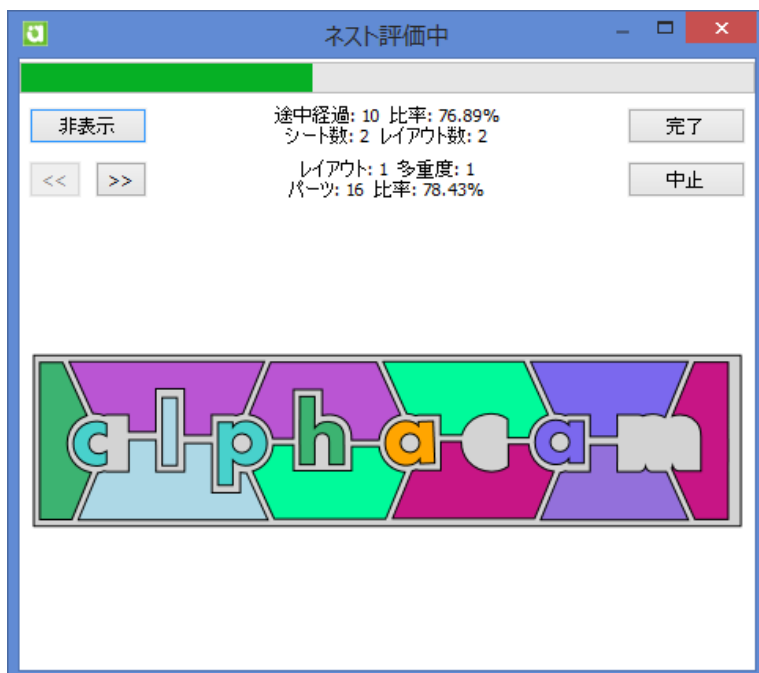 ネスト評価中
非表示
途中経過: 10 比率: 76.89%
シート数: 2 レイアウト数: 2
完了
<< >>
レイアウト: 1 多重度: 1
パーツ: 16 比率: 78.43%
中止
alphacam